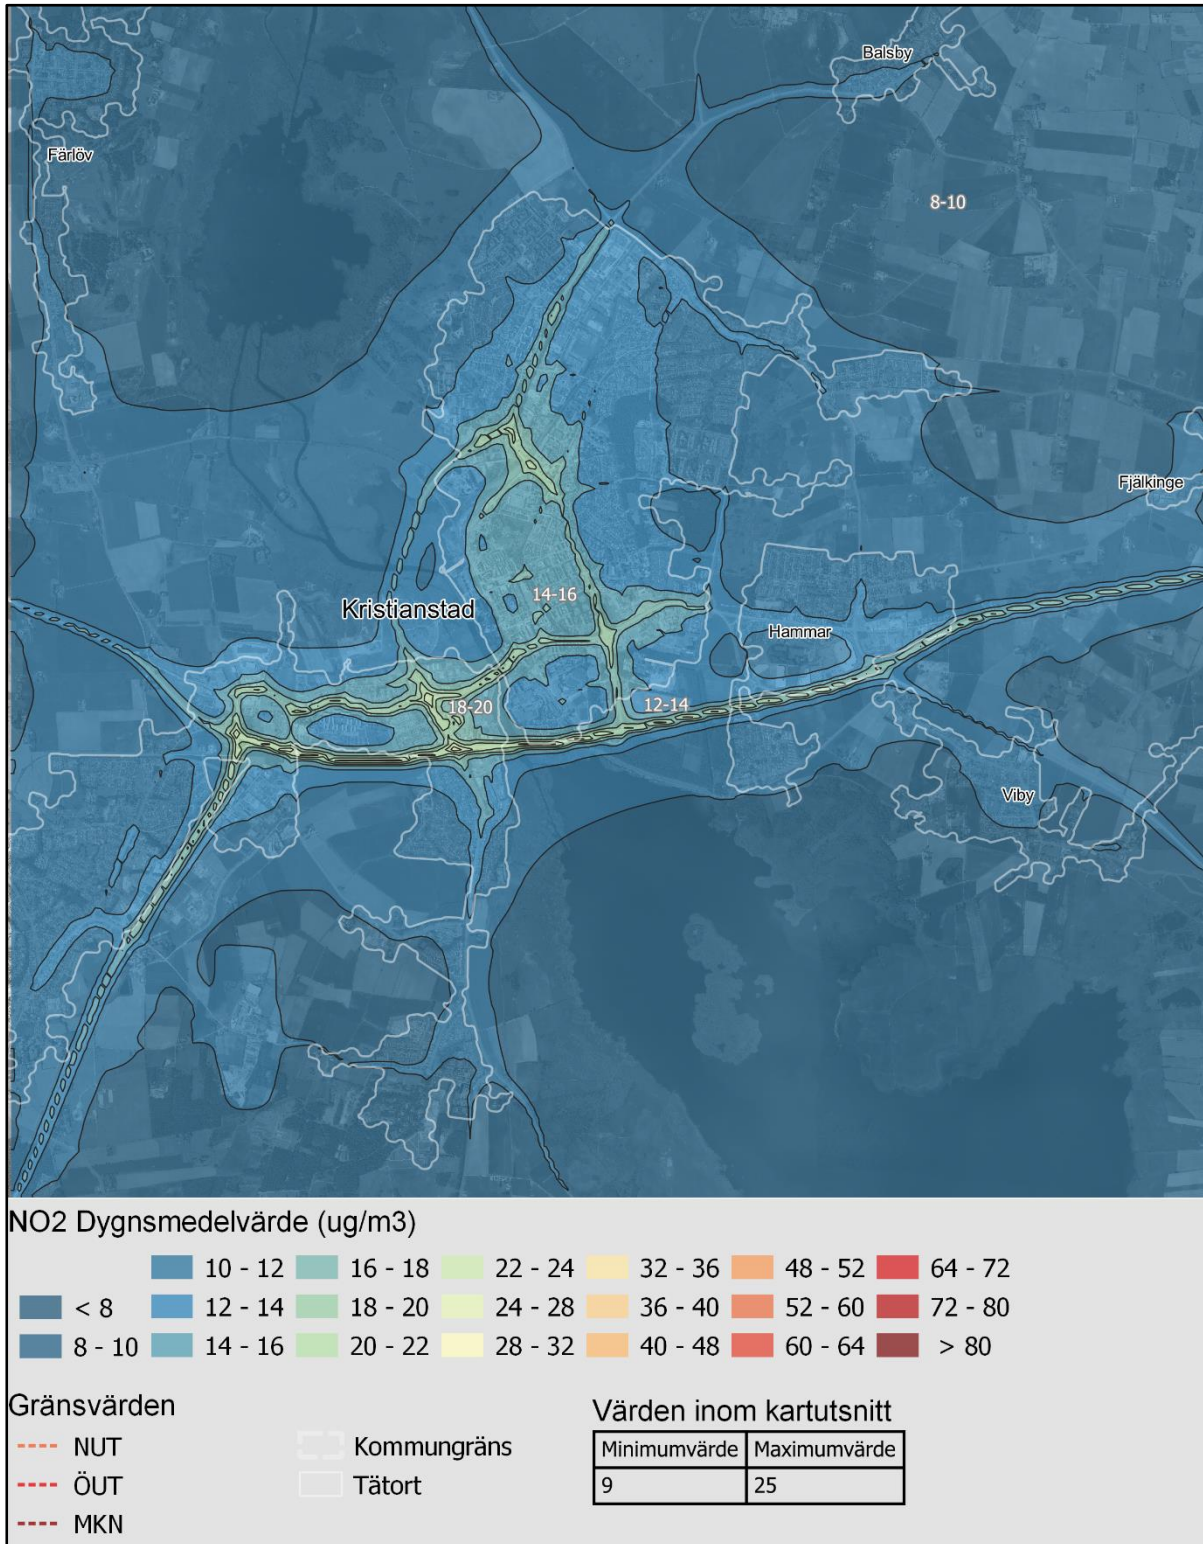 Balsby
Färlöv
8-10
Fjälkinge
14-16
Kristianstad
Hammar
18-20
12-14
Viby
NO2 Dygnsmedelvärde (ug/m3)
10 - 12 16 - 18 22 - 24 32 - 36 48 - 52 64 - 72
< 8 12 - 14 18 - 20 24 - 28 36 - 40 52 - 60 72 - 80
8 - 10 14 - 16 20 - 22 28 - 32 40 - 48 60 - 64 > 80
Gränsvärden
NUT
ÖUT
MKN
Kommungräns
Tätort
Värden inom kartutsnitt
Minimumvärde Maximumvärde
9 25